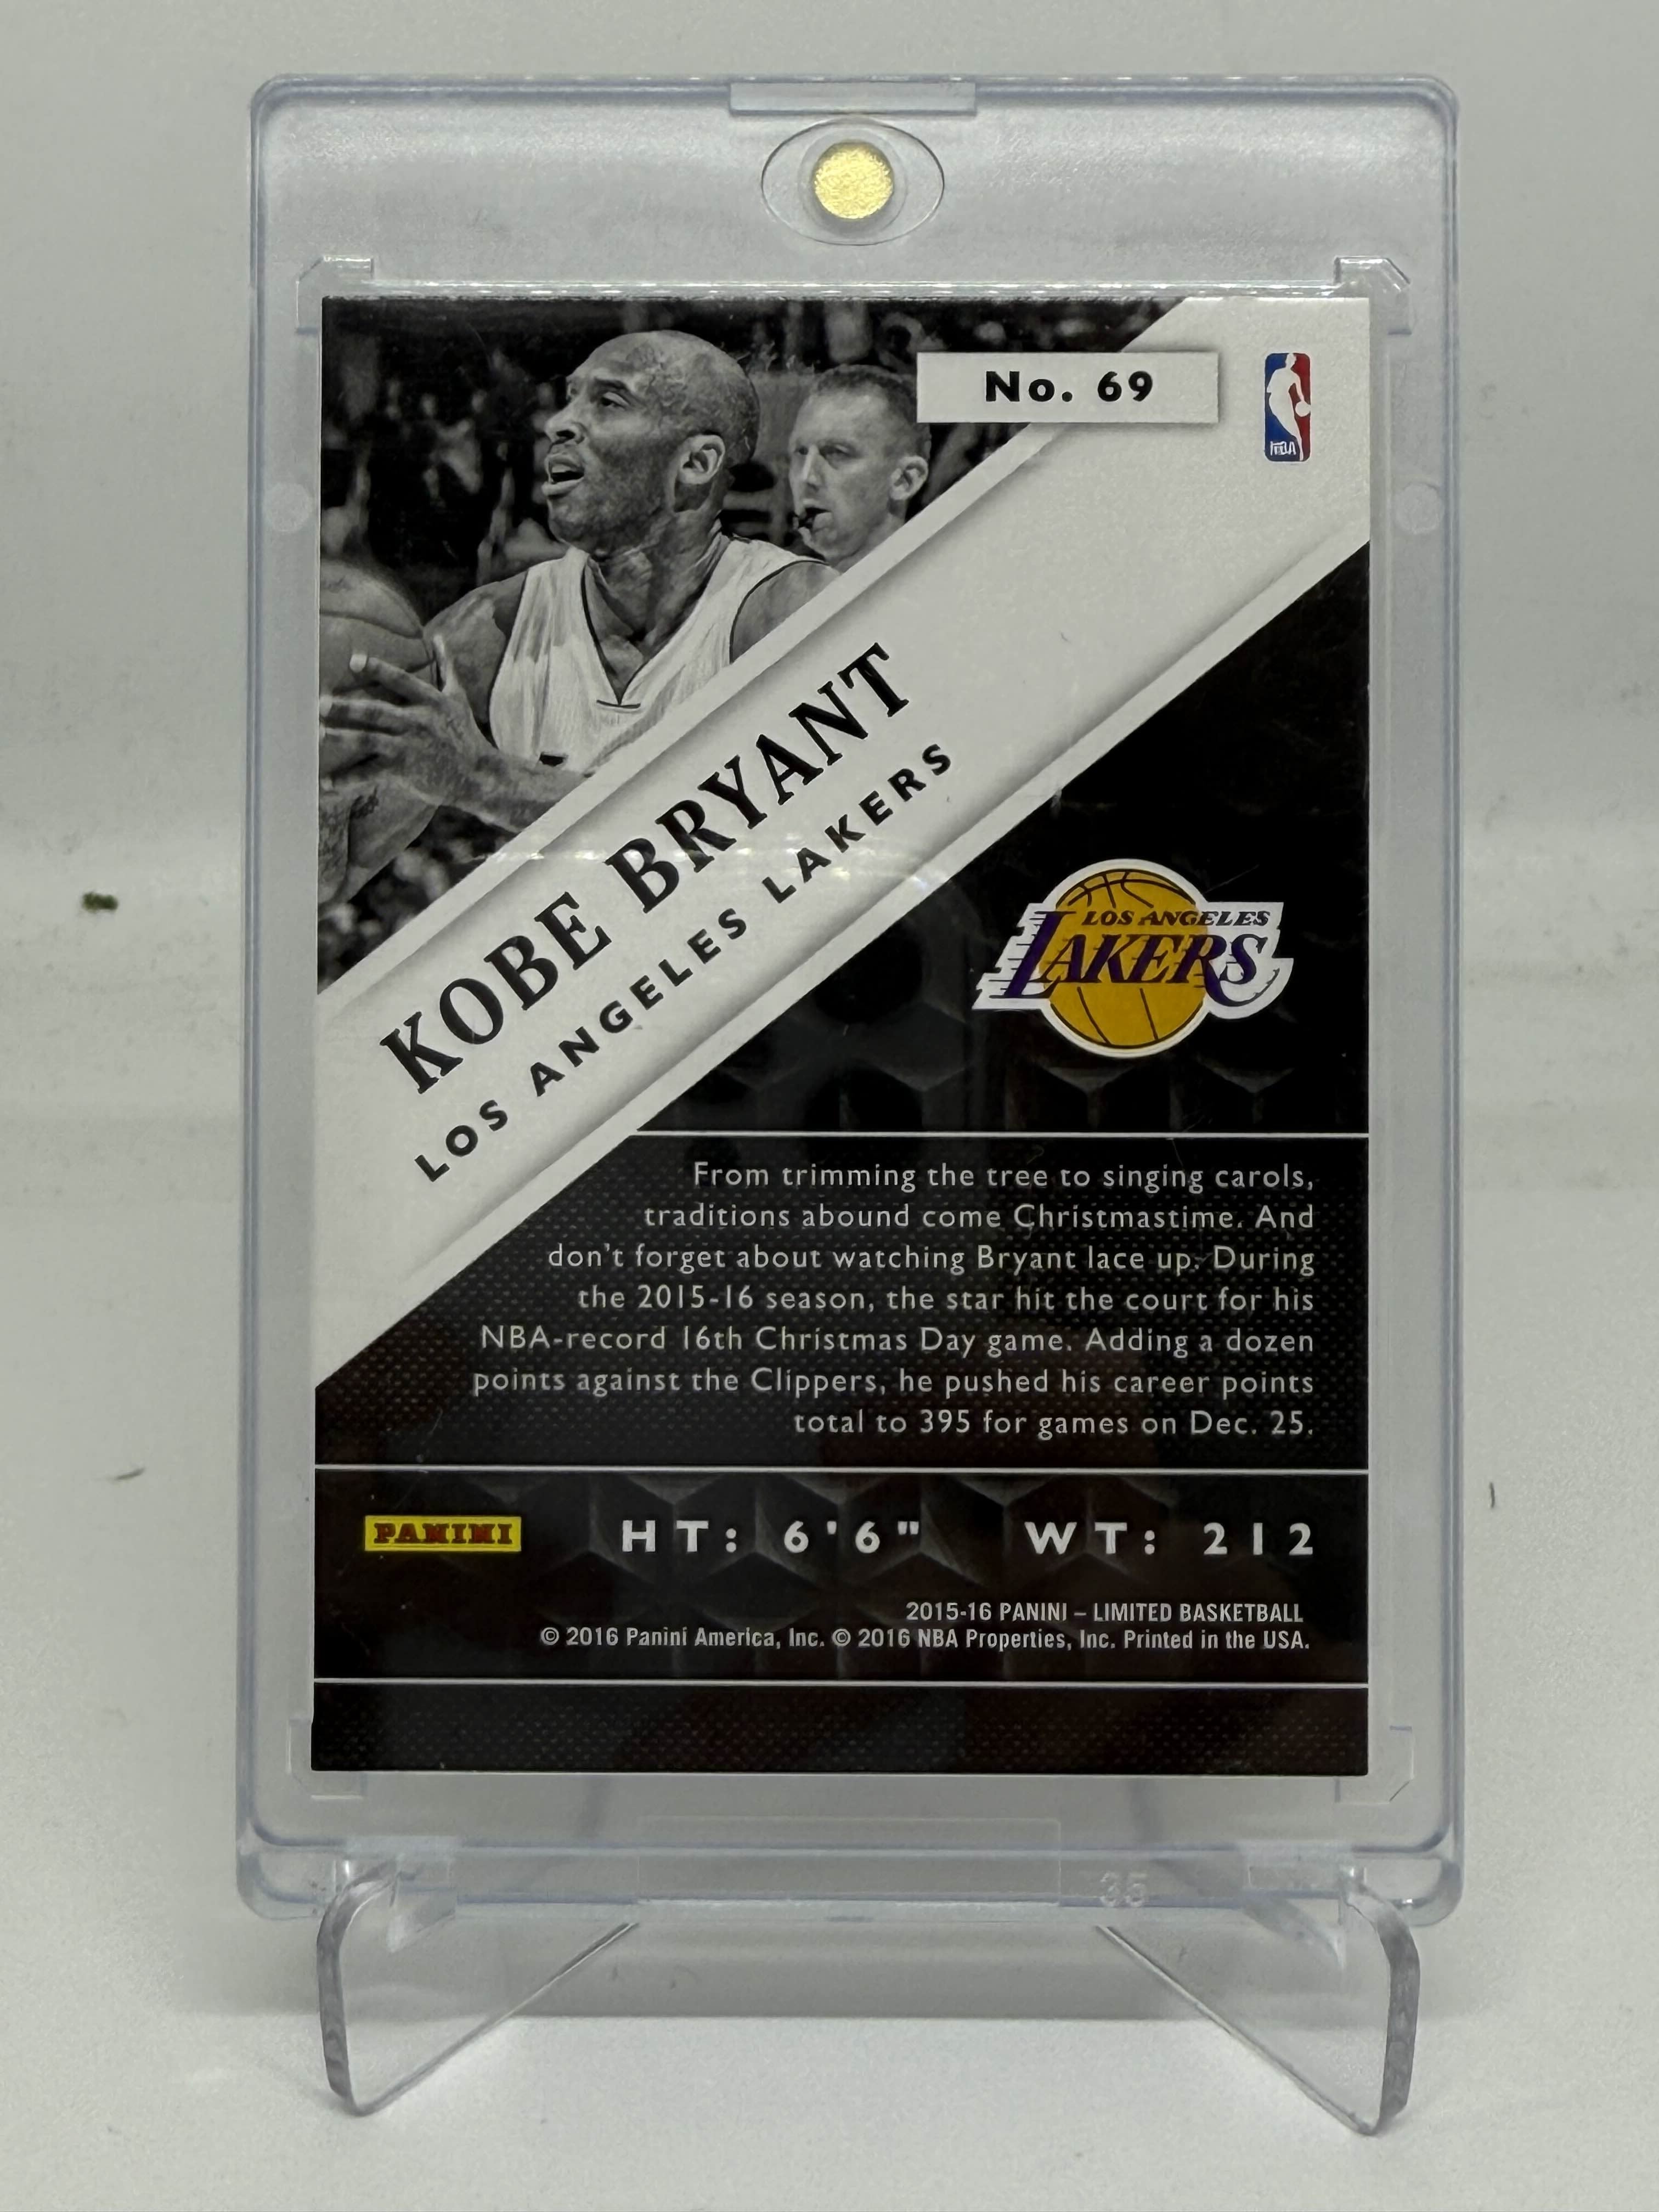 No. 69
NBA
KOBE BRYANT
LOS ANGELES LAKERS
LOS ANGELES
LAKERS
From trimming the tree to singing carols,
traditions abound come Christmastime. And
don't forget about watching Bryant lace up. During
the 2015-16 season, the star hit the court for his
NBA-record 16th Christmas Day game. Adding a dozen
points against the Clippers, he pushed his career points
total to 395 for games on Dec. 25.
PANINI HT: 6'6" WT: 212
2015-16 PANINI – LIMITED BASKETBALL
© 2016 Panini America, Inc. © 2016 NBA Properties, Inc. Printed in the USA.
35